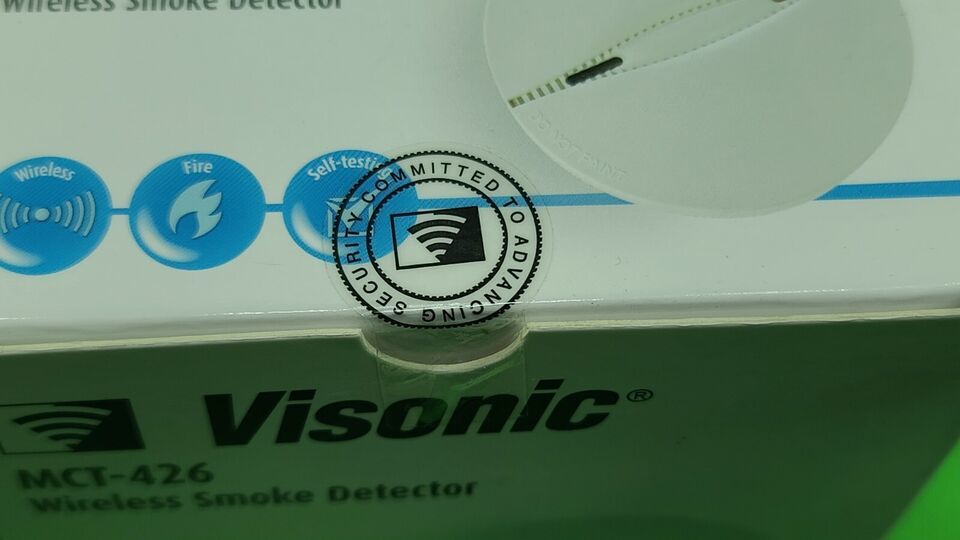 Wireless Smoke Detector
DO NOT PAINT
Wireless
Fire
Self-testing
COMMITTED TO ADVANCING SECURITY
Visonic®
MCT-426
Wireless Smoke Detector